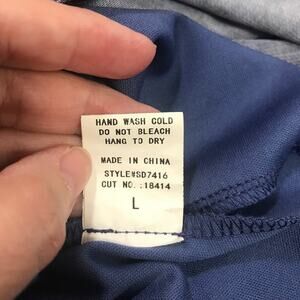 HAND WASH COLD
DO NOT BLEACH
HANG TO DRY
MADE IN CHINA
STYLE#SD7416
CUT NO.:18414
L